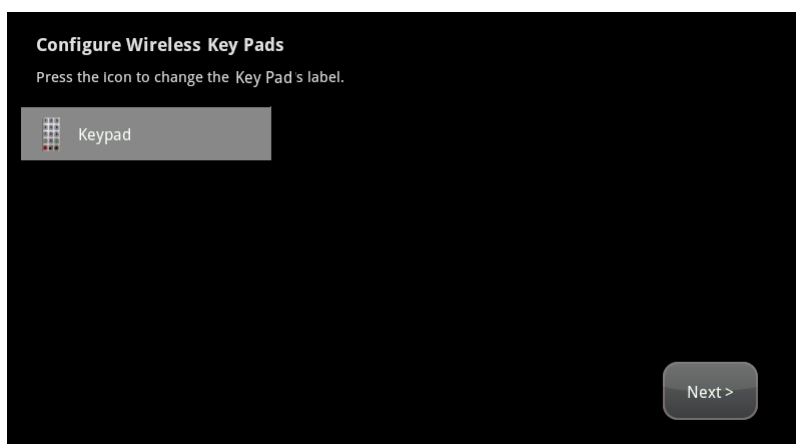 Configure Wireless Key Pads
Press the icon to change the Key Pad's label.
Keypad
Next >